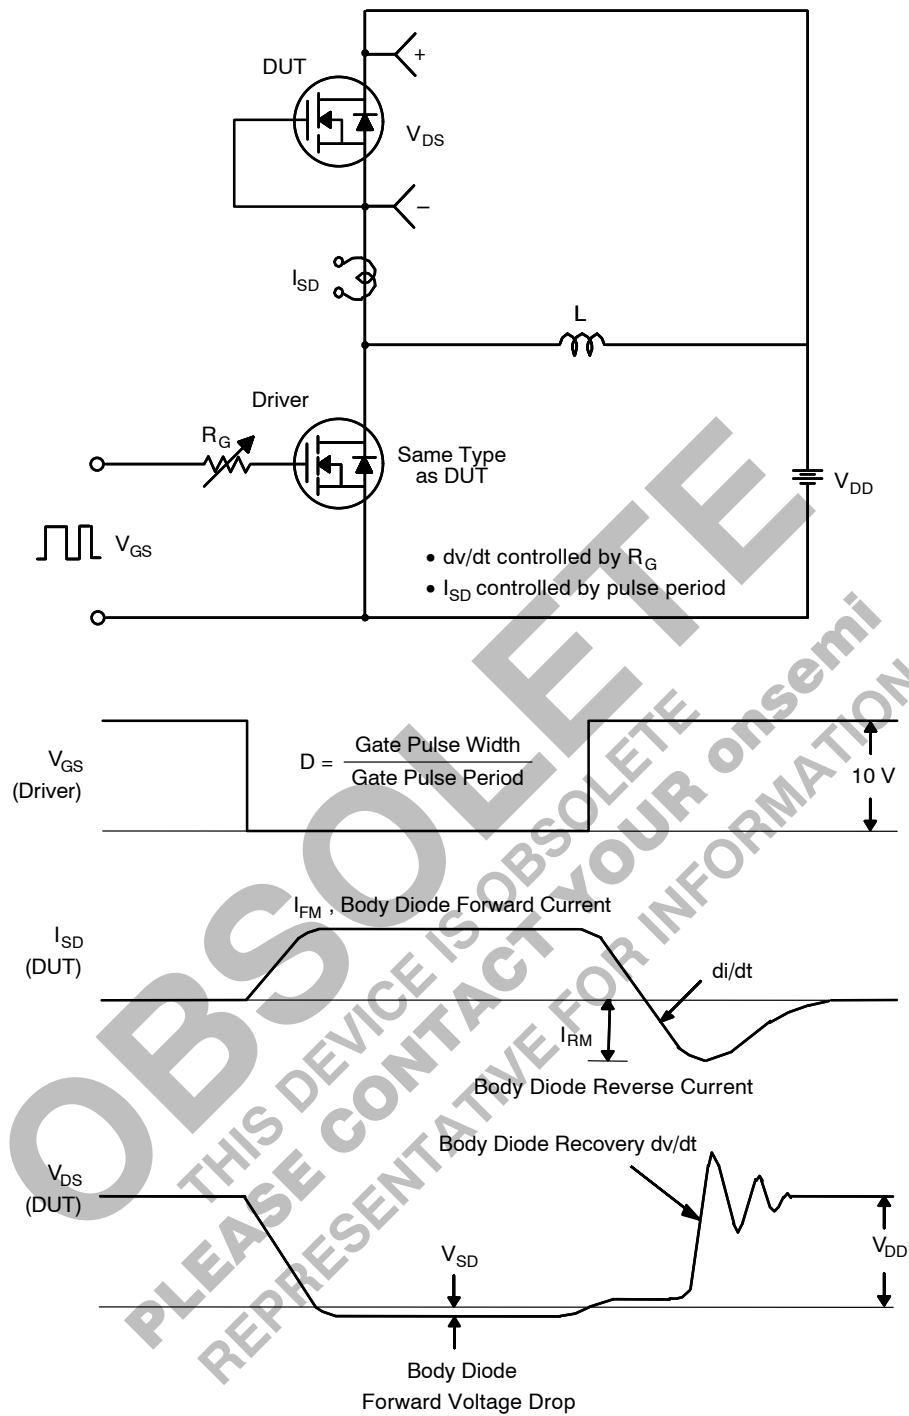 DUT
+
V_DS
−
I_SD
L
Driver
R_G
Same Type
as DUT
V_DD
V_GS
• dv/dt controlled by R_G
• I_SD controlled by pulse period
V_GS
(Driver)
D = Gate Pulse Width
Gate Pulse Period
10 V
I_FM , Body Diode Forward Current
I_SD
(DUT)
di/dt
I_RM
Body Diode Reverse Current
Body Diode Recovery dv/dt
V_DS
(DUT)
V_SD
V_DD
Body Diode
Forward Voltage Drop
OBSOLETE
THIS DEVICE IS OBSOLETE
PLEASE CONTACT YOUR onsemi
REPRESENTATIVE FOR INFORMATION